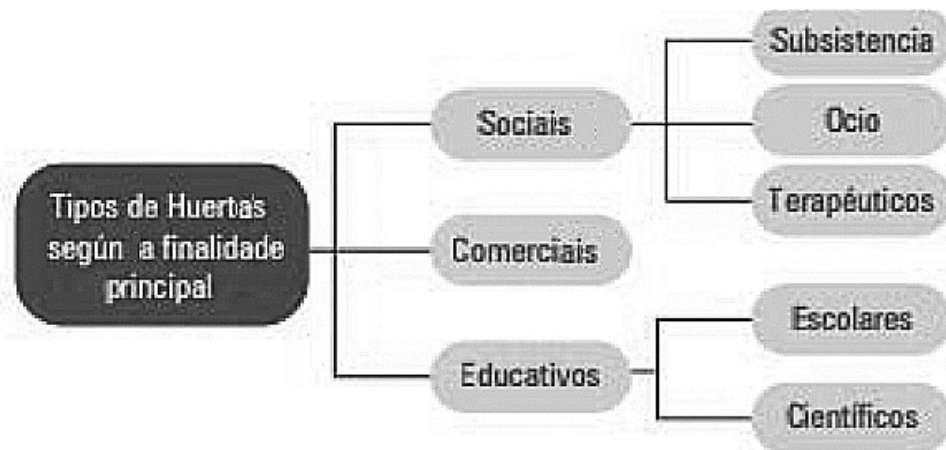 Tipos de Huertas
según a finalidade
principal
Sociais
Subsistencia
Ocio
Terapéuticos
Comerciais
Educativos
Escolares
Científicos